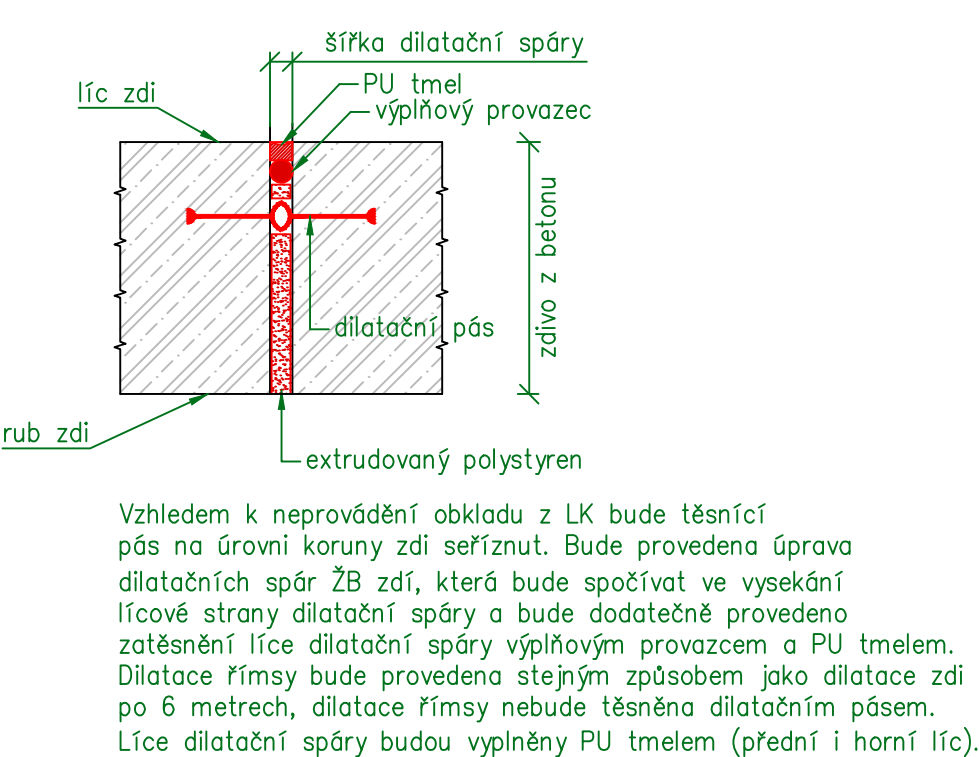 šířka dilatační spáry
PU tmel
líc zdi
výplňový provazec
zdivo z betonu
dilatační pás
rub zdi
extrudovaný polystyren
Vzhledem k neprovádění obkladu z LK bude těsnící
pás na úrovni koruny zdi seříznut. Bude provedena úprava
dilatačních spár ŽB zdí, která bude spočívat ve vysekání
lícové strany dilatační spáry a bude dodatečně provedeno
zatěsnění líce dilatační spáry výplňovým provazcem a PU tmelem.
Dilatace římsy bude provedena stejným způsobem jako dilatace zdi
po 6 metrech, dilatace římsy nebude těsněna dilatačním pásem.
Líce dilatační spáry budou vyplněny PU tmelem (přední i horní líc).